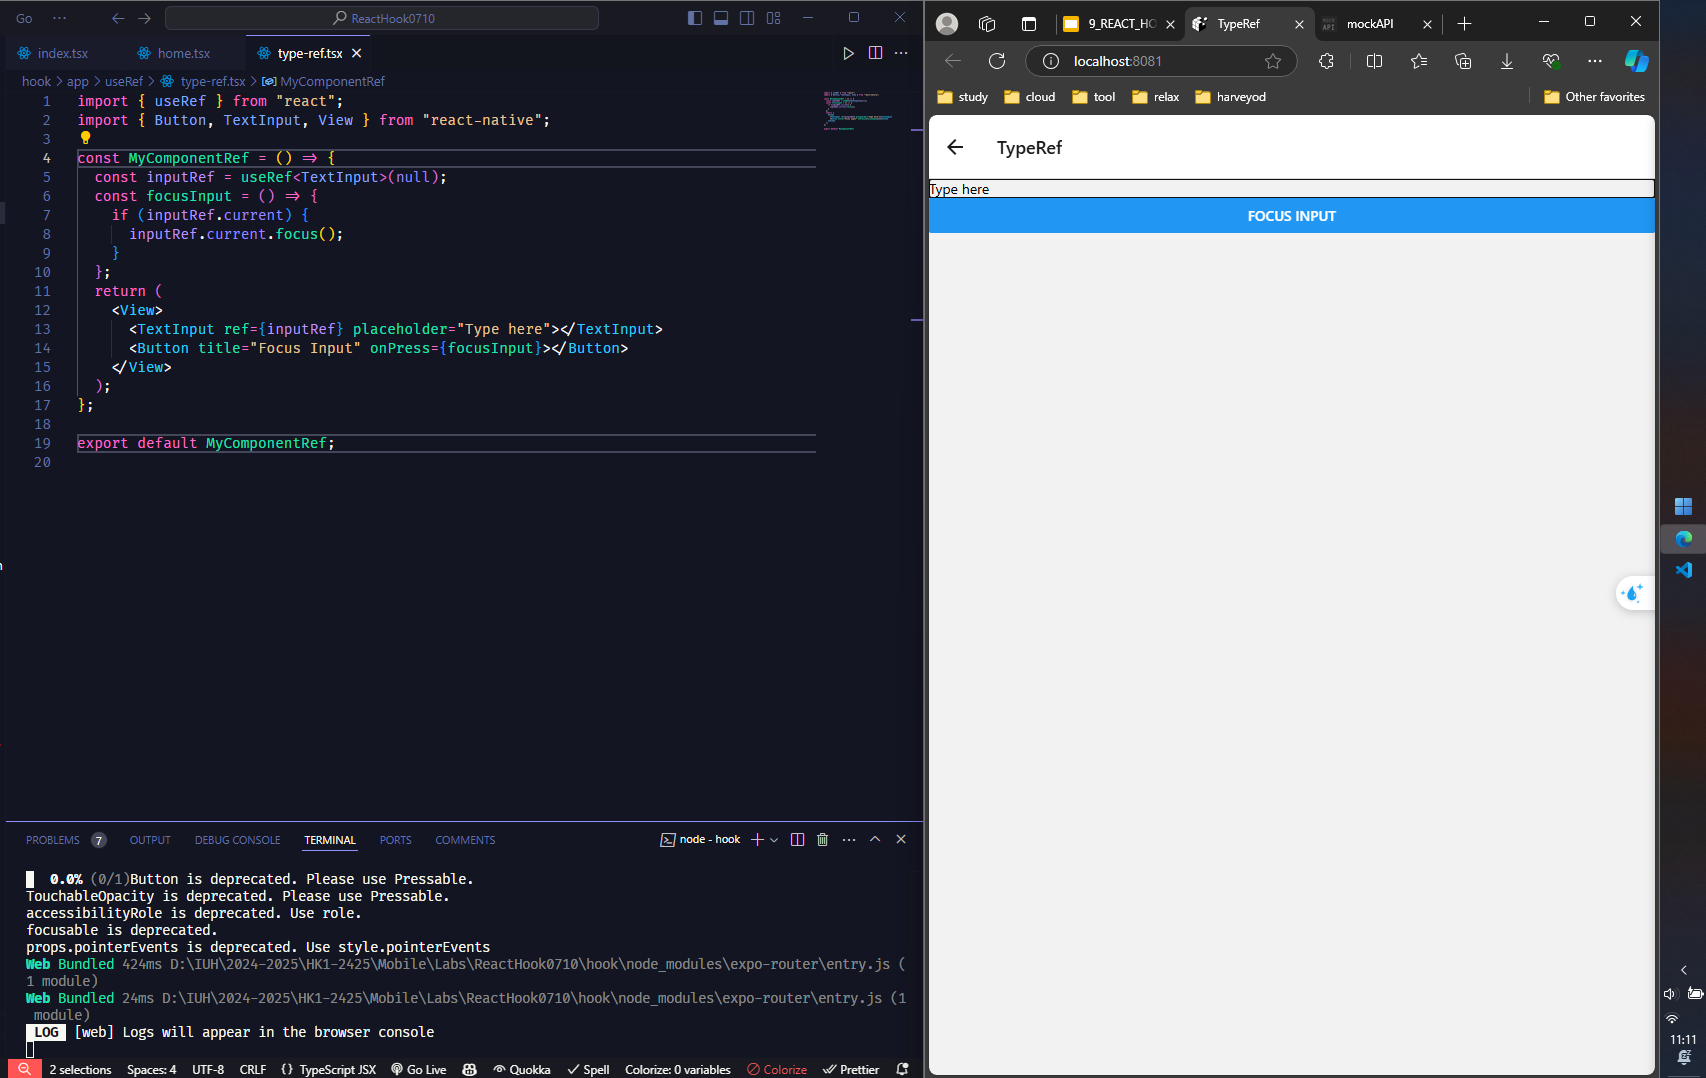 Go
ReactHook0710
index.tsx
home.tsx
type-ref.tsx
hook > app > useRef > type-ref.tsx > MyComponentRef
1 import { useRef } from "react";
2 import { Button, TextInput, View } from "react-native";
3
4 const MyComponentRef = () => {
5 const inputRef = useRef<TextInput>(null);
6 const focusInput = () => {
7 if (inputRef.current) {
8 inputRef.current.focus();
9 }
10 };
11 return (
12 <View>
13 <TextInput ref={inputRef} placeholder="Type here"></TextInput>
14 <Button title="Focus Input" onPress={focusInput}></Button>
15 </View>
16 );
17 };
18
19 export default MyComponentRef;
20
PROBLEMS 7 OUTPUT DEBUG CONSOLE TERMINAL PORTS COMMENTS
node - hook
0.0% (0/1)Button is deprecated. Please use Pressable.
TouchableOpacity is deprecated. Please use Pressable.
accessibilityRole is deprecated. Use role.
focusable is deprecated.
props.pointerEvents is deprecated. Use style.pointerEvents
Web Bundled 424ms D:\IUH\2024-2025\HK1-2425\Mobile\Labs\ReactHook0710\hook\node_modules\expo-router\entry.js (
1 module)
Web Bundled 24ms D:\IUH\2024-2025\HK1-2425\Mobile\Labs\ReactHook0710\hook\node_modules\expo-router\entry.js (1
module)
LOG [web] Logs will appear in the browser console
2 selections Spaces: 4 UTF-8 CRLF {} TypeScript JSX Go Live Quokka Spell Colorize: 0 variables Colorize Prettier
9_REACT_HO
TypeRef
mockAPI
localhost:8081
study
cloud
tool
relax
harveyod
Other favorites
TypeRef
Type here
FOCUS INPUT
11:11